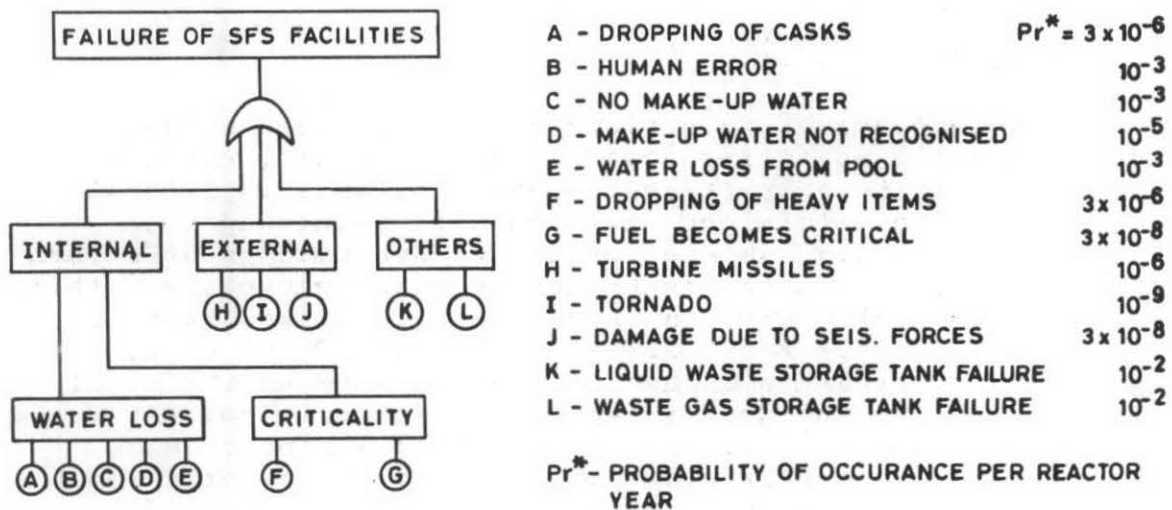 FAILURE OF SFS FACILITIES
INTERNAL
EXTERNAL
OTHERS
H
I
J
K
L
WATER LOSS
CRITICALITY
A
B
C
D
E
F
G
A - DROPPING OF CASKS Pr* = 3 x 10⁻⁶
B - HUMAN ERROR 10⁻³
C - NO MAKE-UP WATER 10⁻³
D - MAKE-UP WATER NOT RECOGNISED 10⁻⁵
E - WATER LOSS FROM POOL 10⁻³
F - DROPPING OF HEAVY ITEMS 3 x 10⁻⁶
G - FUEL BECOMES CRITICAL 3 x 10⁻⁸
H - TURBINE MISSILES 10⁻⁶
I - TORNADO 10⁻⁹
J - DAMAGE DUE TO SEIS. FORCES 3 x 10⁻⁸
K - LIQUID WASTE STORAGE TANK FAILURE 10⁻²
L - WASTE GAS STORAGE TANK FAILURE 10⁻²
Pr* - PROBABILITY OF OCCURANCE PER REACTOR
YEAR